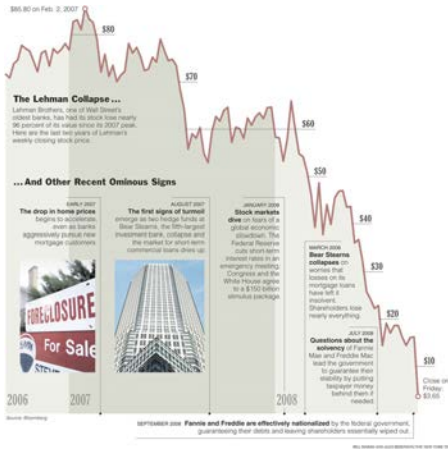 $85.80 on Feb. 2, 2007
$80
$70
The Lehman Collapse ...
Lehman Brothers, one of Wall Street's
oldest banks, has had its stock lose nearly
96 percent of its value since its 2007 peak.
Here are the last two years of Lehman's
weekly closing stock price.
$60
$50
... And Other Recent Ominous Signs
EARLY 2007
The drop in home prices
begins to accelerate,
even as banks
aggressively pursue new
mortgage customers
AUGUST 2007
The first signs of turmoil
emerge as two hedge funds at
Bear Stearns, the fifth-largest
investment bank, collapse and
the market for short-term
commercial loans dries up.
JANUARY 2008
Stock markets
dive on fears of a
global economic
slowdown. The
Federal Reserve
cuts short-term
interest rates in an
emergency meeting.
Congress and the
White House agree
to a $150 billion
stimulus package
$40
MARCH 2008
Bear Stearns
collapses on
worries that
losses on its
mortgage loans
have left it
insolvent.
Shareholders lose
nearly everything.
$30
$20
JULY 2008
Questions about the
solvency of Fannie
Mae and Freddie Mac
lead the government
to guarantee their
stability by putting
taxpayer money
behind them if
needed.
$10
Close on
Friday:
$3.65
FORECLOSURE
For Sale
2006
2007
2008
Source: Bloomberg
SEPTEMBER 2008 Fannie and Freddie are effectively nationalized by the federal government,
guaranteeing their debts and leaving shareholders essentially wiped out.